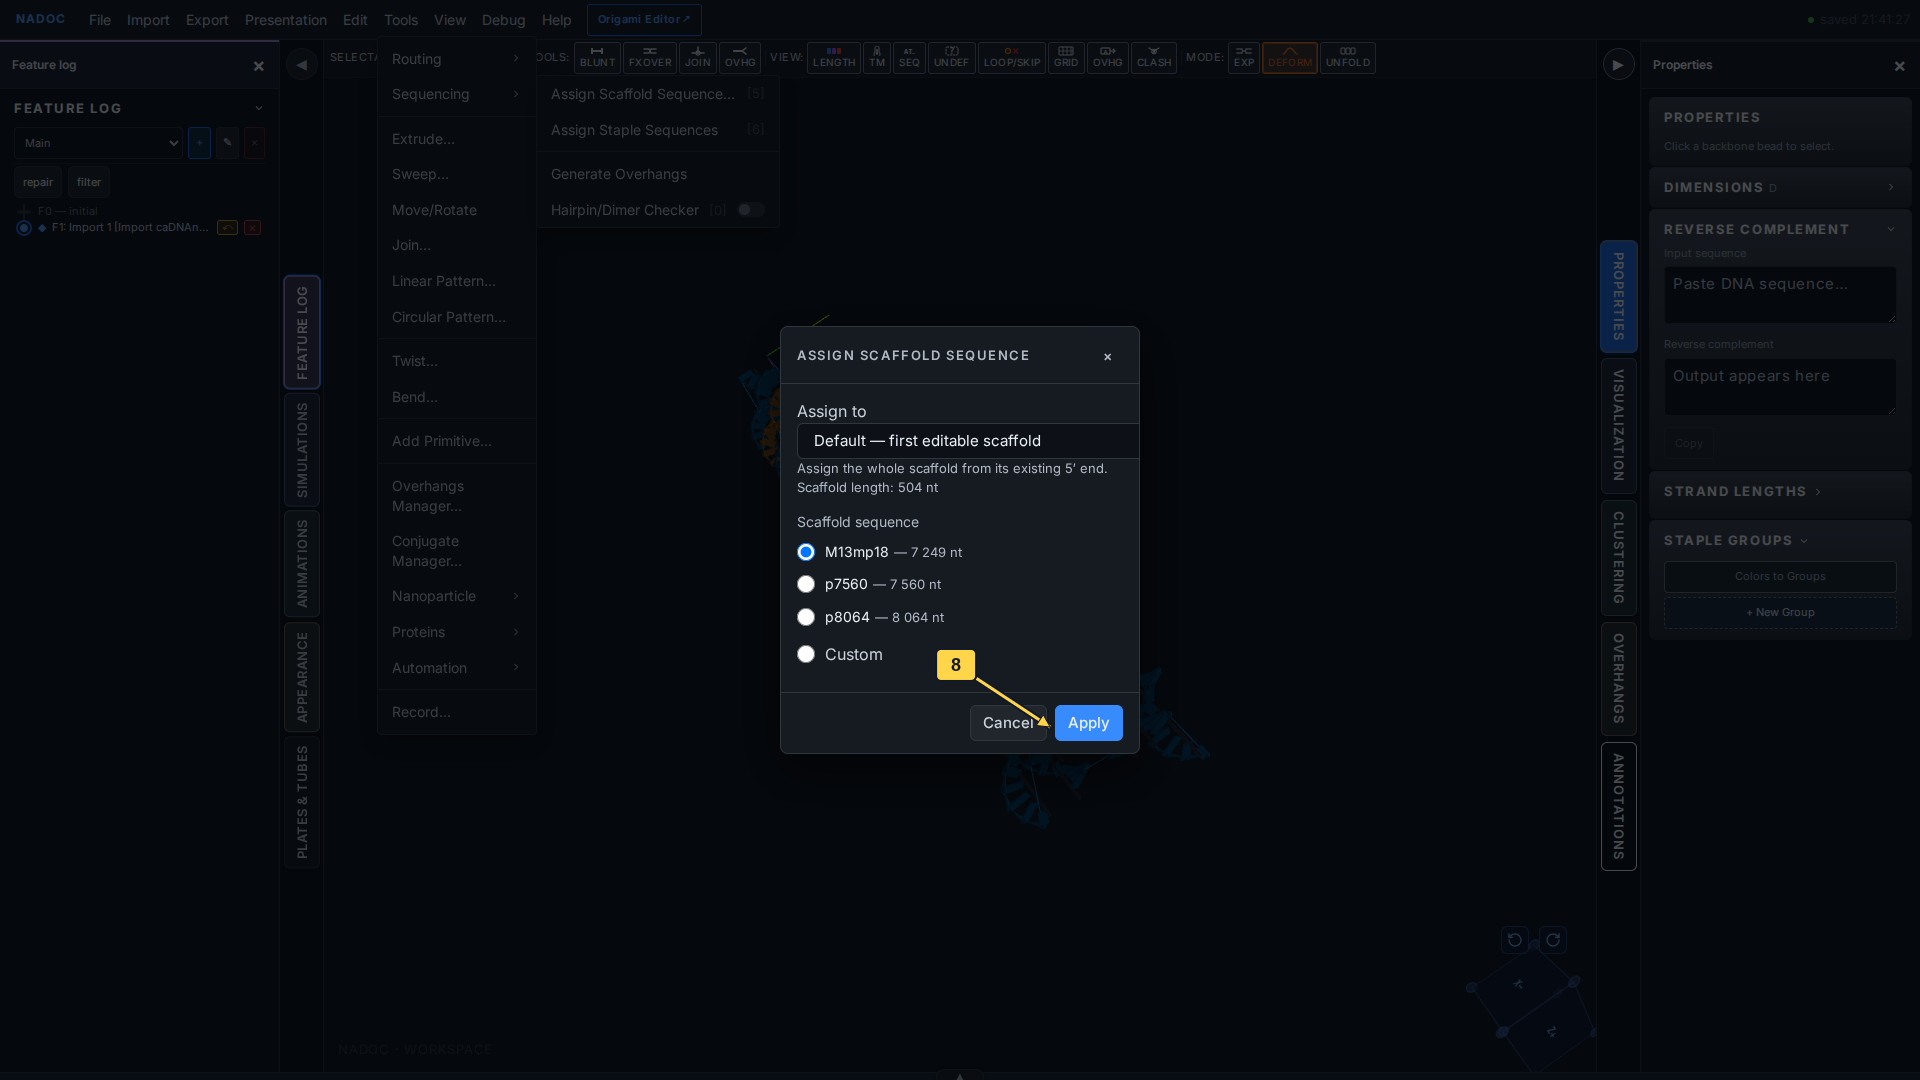 NADOC File Import Export Presentation Edit Tools View Debug Help Origami Editor↗ saved 21:41:27
Feature log ×
FEATURE LOG
Main + ✎ ×
repair filter
F0 — initial
F1: Import 1 [Import caDNAn...
FEATURE LOG
SIMULATIONS
ANIMATIONS
APPEARANCE
PLATES & TUBES
SELECTA
Routing
Sequencing
Extrude...
Sweep...
Move/Rotate
Join...
Linear Pattern...
Circular Pattern...
Twist...
Bend...
Add Primitive...
Overhangs
Manager...
Conjugate
Manager...
Nanoparticle
Proteins
Automation
Record...
Assign Scaffold Sequence... [5]
Assign Staple Sequences [6]
Generate Overhangs
Hairpin/Dimer Checker [0]
OOLS: BLUNT FXOVER JOIN OVHG VIEW: LENGTH TM SEQ UNDEF LOOP/SKIP GRID OVHG CLASH MODE: EXP DEFORM UNFOLD
ASSIGN SCAFFOLD SEQUENCE ×
Assign to
Default — first editable scaffold
Assign the whole scaffold from its existing 5′ end.
Scaffold length: 504 nt
Scaffold sequence
M13mp18 — 7 249 nt
p7560 — 7 560 nt
p8064 — 8 064 nt
Custom
8
Cancel Apply
NADOC WORKSPACE
PROPERTIES
VISUALIZATION
CLUSTERING
OVERHANGS
ANNOTATIONS
Properties ×
PROPERTIES
Click a backbone bead to select.
DIMENSIONS D
REVERSE COMPLEMENT
Input sequence
Paste DNA sequence...
Reverse complement
Output appears here
Copy
STRAND LENGTHS
STAPLE GROUPS
Colors to Groups
+ New Group